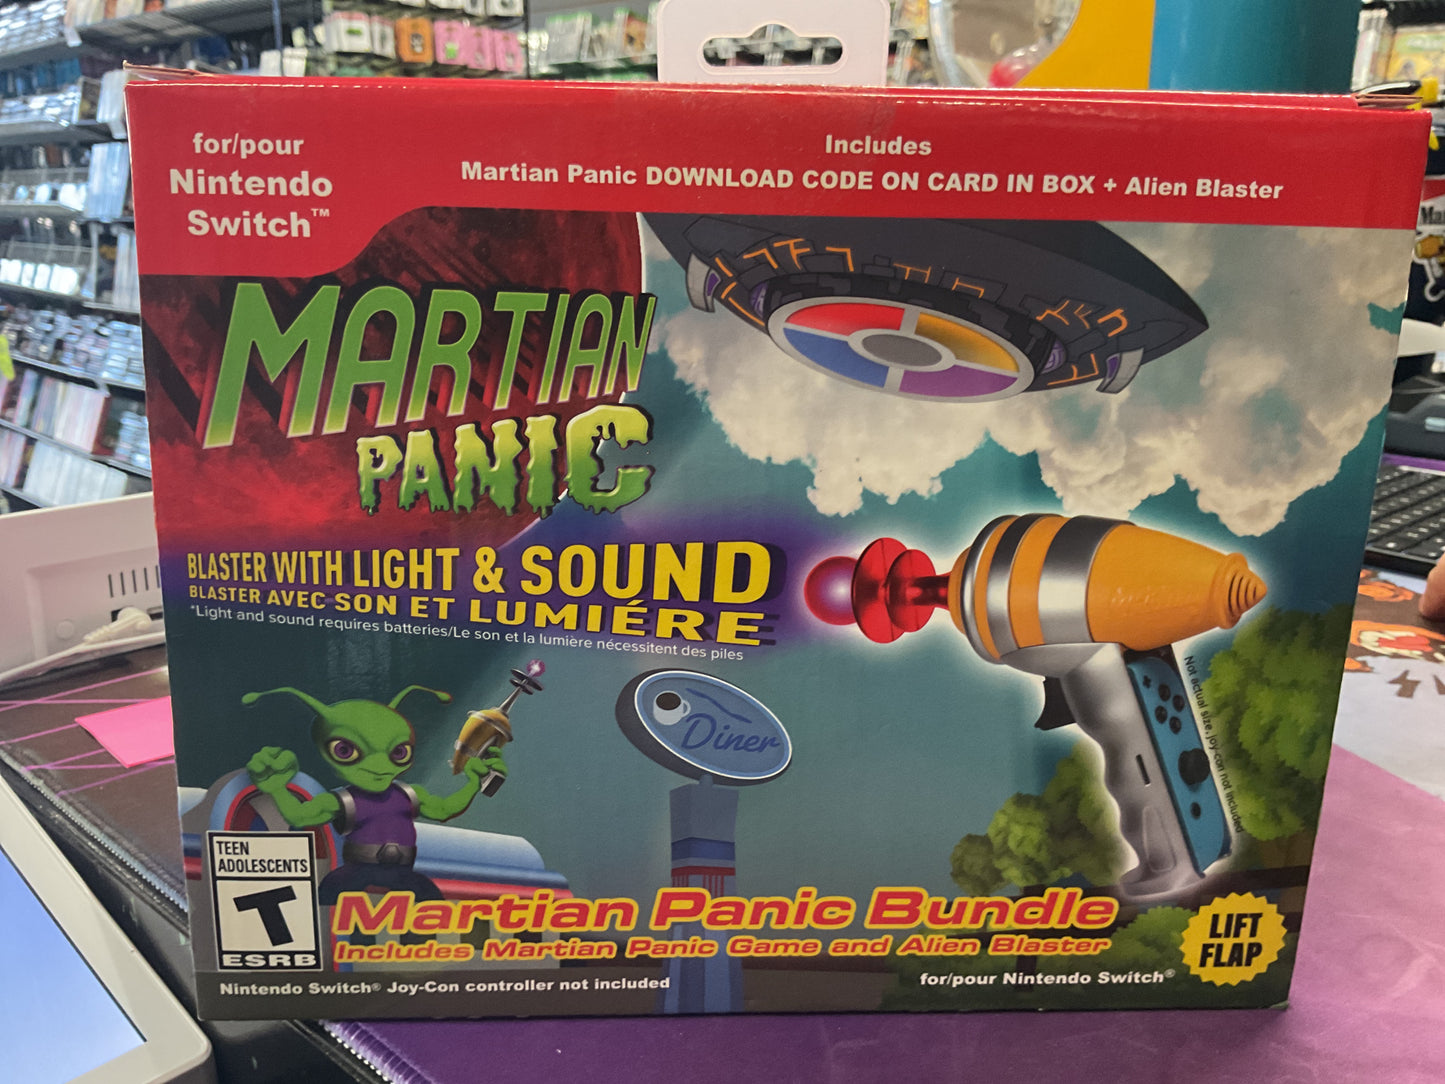 for/pour
Nintendo
Switch™
Includes
Martian Panic DOWNLOAD CODE ON CARD IN BOX + Alien Blaster
MARTIAN
PANIC
BLASTER WITH LIGHT & SOUND
BLASTER AVEC SON ET LUMIÉRE
*Light and sound requires batteries/Le son et la lumière nécessitent des piles
Diner
Not actual size, joy-con not included
TEEN
ADOLESCENTS
T
ESRB
Martian Panic Bundle
Includes Martian Panic Game and Alien Blaster
LIFT
FLAP
Nintendo Switch® Joy-Con controller not included
for/pour Nintendo Switch®